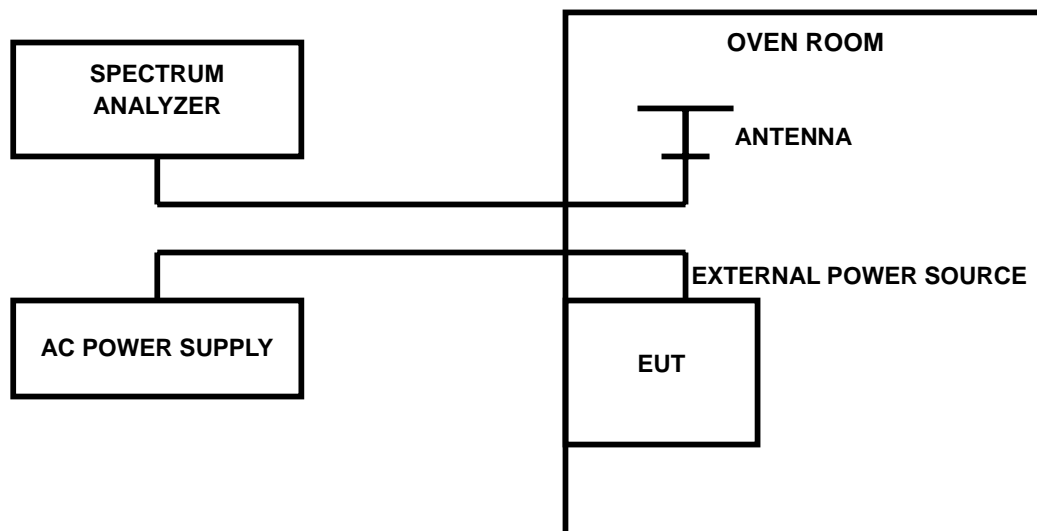 OVEN ROOM
SPECTRUM
ANALYZER
ANTENNA
EXTERNAL POWER SOURCE
AC POWER SUPPLY
EUT